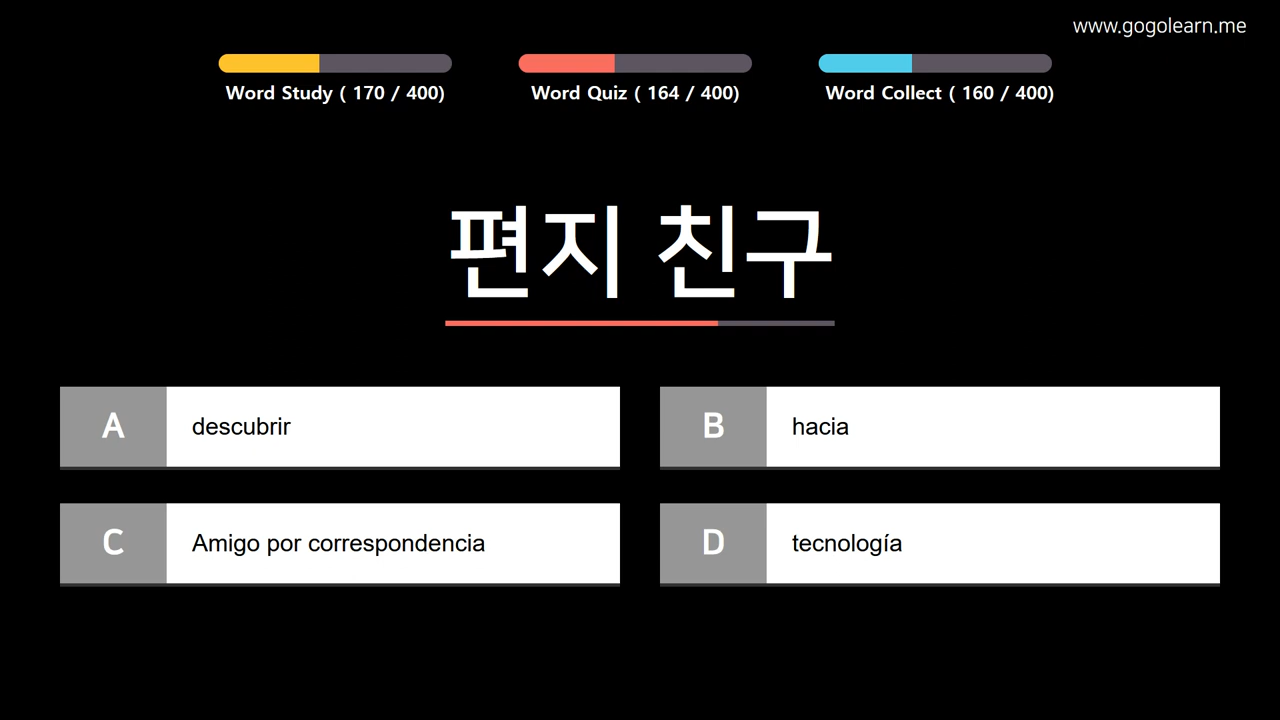 www.gogolearn.me
Word Study ( 170 / 400)
Word Quiz ( 164 / 400)
Word Collect ( 160 / 400)
편지 친구
A descubrir
B hacia
C Amigo por correspondencia
D tecnología